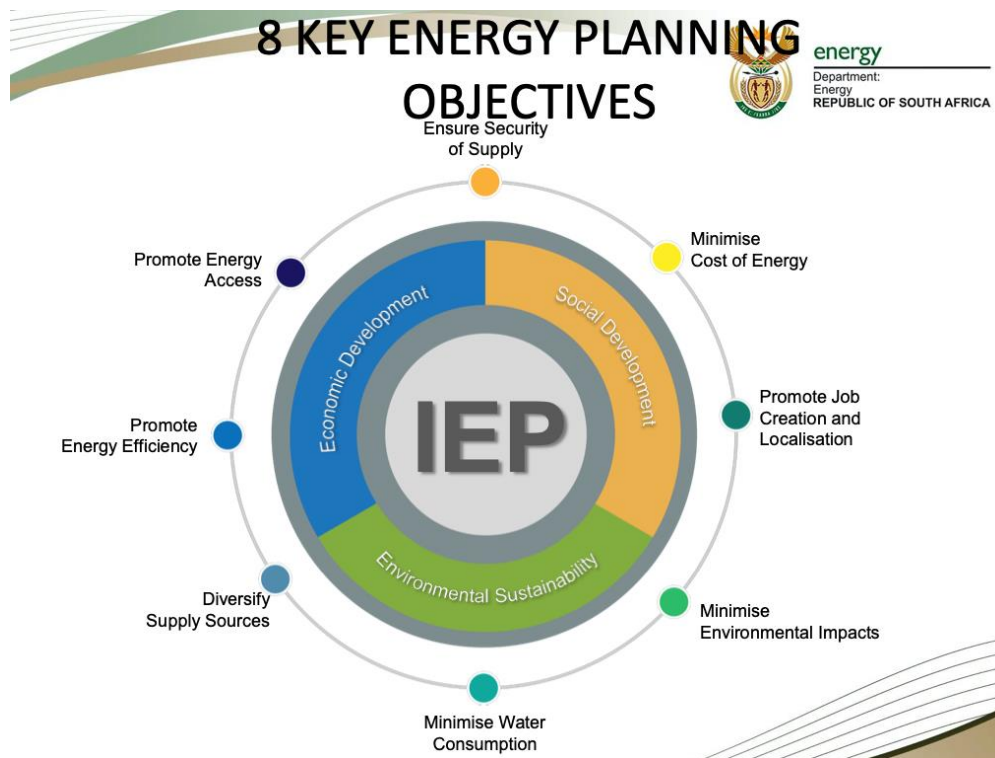 8 KEY ENERGY PLANNING
OBJECTIVES
energy
Department:
Energy
REPUBLIC OF SOUTH AFRICA
Ensure Security
of Supply
Minimise
Cost of Energy
Promote Job
Creation and
Localisation
Minimise
Environmental Impacts
Minimise Water
Consumption
Diversify
Supply Sources
Promote
Energy Efficiency
Promote Energy
Access
Economic Development
Social Development
Environmental Sustainability
IEP